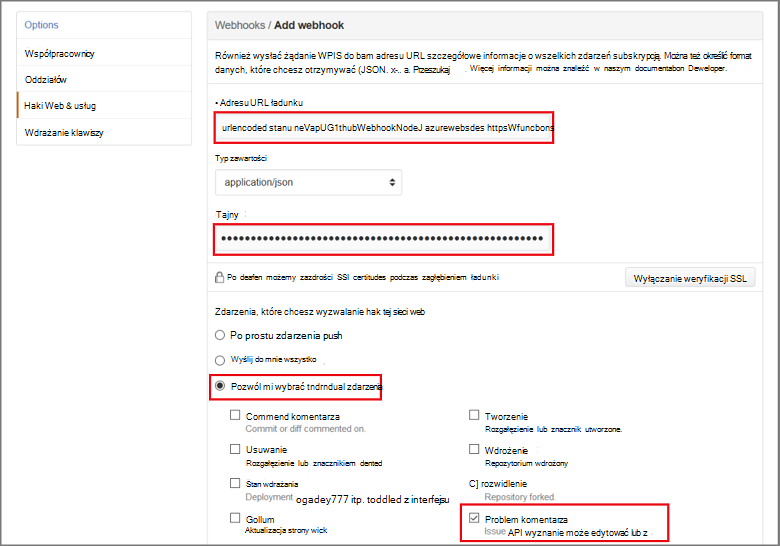 Options
Współpracownicy
Oddziałów
Haki Web & usług
Wdrażanie klawiszy
Webhooks / Add webhook
Również wysłać żądanie WPIS do bam adresu URL szczegółowe informacje o wszelkich zdarzeń subskrypcją. Można też określić format
danych, które chcesz otrzymywać (JSON. x-.. a. Przeszukaj . Więcej informacji można znaleźć w naszym documentabon Deweloper.
• Adresu URL ładunku
urlencoded stanu neVapUG1thubWebhookNodeJ azurewebsdes httpsWfuncbons
Typ zawartości
application/json
Tajny
Po deafen możemy zazdrości SSI certitudes podczas zagłębieniem ładunki
Wyłączanie weryfikacji SSL
Zdarzenia, które chcesz wyzwalanie hak tej sieci web
Po prostu zdarzenia push
Wyślij do mnie wszystko
Pozwól mi wybrać tndrndual zdarzenia
Commend komentarza
Commit or diff commented on.
Tworzenie
Rozgałęzienie lub znacznik utworzone.
Usuwanie
Rozgałęzienie lub znacznikiem dented
Wdrożenie
Repozytorium wdrożony
Stan wdrażania
Deployment ogadey777 itp. toddled z interfejsu
C] rozwidlenie
Repository forked.
Gollum
Aktualizacja strony wick
Problem komentarza
Issue API wyznanie może edytować lub z